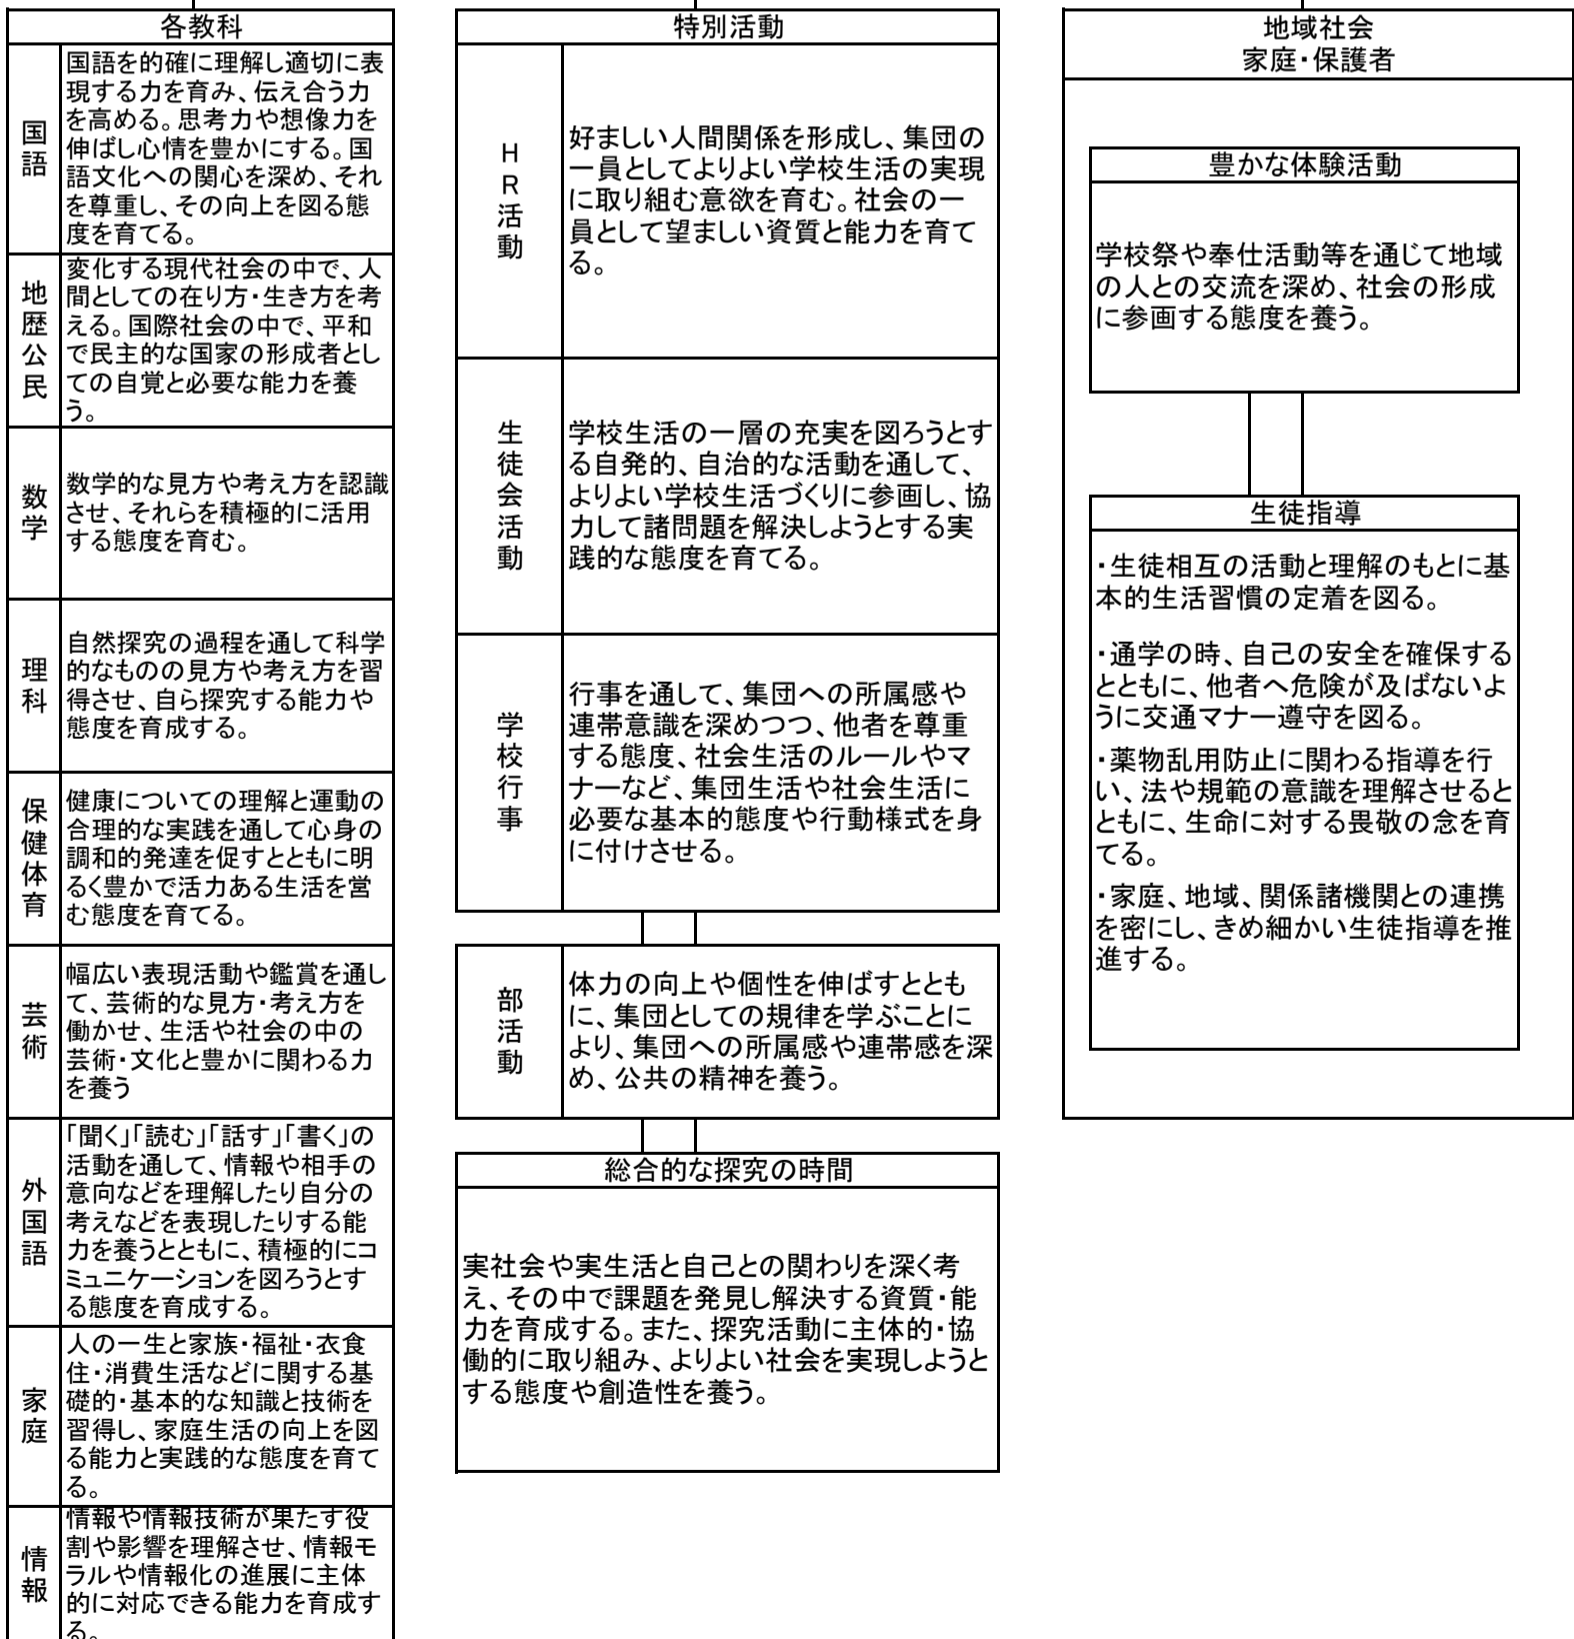 各教科
国語
国語を的確に理解し適切に表
現する力を育み、伝え合う力
を高める。思考力や想像力を
伸ばし心情を豊かにする。国
語文化への関心を深め、それ
を尊重し、その向上を図る態
度を育てる。
地歴公民
変化する現代社会の中で、人
間としての在り方・生き方を考
える。国際社会の中で、平和
で民主的な国家の形成者とし
ての自覚と必要な能力を養
う。
数学
数学的な見方や考え方を認識
させ、それらを積極的に活用
する態度を育む。
理科
自然探究の過程を通して科学
的なものの見方や考え方を習
得させ、自ら探究する能力や
態度を育成する。
保健体育
健康についての理解と運動の
合理的な実践を通して心身の
調和的発達を促すとともに明
るく豊かで活力ある生活を営
む態度を育てる。
芸術
幅広い表現活動や鑑賞を通し
て、芸術的な見方・考え方を
働かせ、生活や社会の中の
芸術・文化と豊かに関わる力
を養う
外国語
「聞く」「読む」「話す」「書く」の
活動を通して、情報や相手の
意向などを理解したり自分の
考えなどを表現したりする能
力を養うとともに、積極的にコ
ミュニケーションを図ろうとす
る態度を育成する。
家庭
人の一生と家族・福祉・衣食
住・消費生活などに関する基
礎的・基本的な知識と技術を
習得し、家庭生活の向上を図
る能力と実践的な態度を育て
る。
情報
情報や情報技術が果たす役
割や影響を理解させ、情報モ
ラルや情報化の進展に主体
的に対応できる能力を育成す
る。
特別活動
HR活動
好ましい人間関係を形成し、集団の
一員としてよりよい学校生活の実現
に取り組む意欲を育む。社会の一
員として望ましい資質と能力を育て
る。
生徒会活動
学校生活の一層の充実を図ろうとす
る自発的、自治的な活動を通して、
よりよい学校生活づくりに参画し、協
力して諸問題を解決しようとする実
践的な態度を育てる。
学校行事
行事を通して、集団への所属感や
連帯意識を深めつつ、他者を尊重
する態度、社会生活のルールやマ
ナーなど、集団生活や社会生活に
必要な基本的態度や行動様式を身
に付けさせる。
部活動
体力の向上や個性を伸ばすととも
に、集団としての規律を学ぶことに
より、集団への所属感や連帯感を深
め、公共の精神を養う。
総合的な探究の時間
実社会や実生活と自己との関わりを深く考
え、その中で課題を発見し解決する資質・能
力を育成する。また、探究活動に主体的・協
働的に取り組み、よりよい社会を実現しようと
する態度や創造性を養う。
地域社会
家庭・保護者
豊かな体験活動
学校祭や奉仕活動等を通じて地域
の人との交流を深め、社会の形成
に参画する態度を養う。
生徒指導
・生徒相互の活動と理解のもとに基
本的生活習慣の定着を図る。
・通学の時、自己の安全を確保する
とともに、他者へ危険が及ばないよ
うに交通マナー遵守を図る。
・薬物乱用防止に関わる指導を行
い、法や規範の意識を理解させると
ともに、生命に対する畏敬の念を育
てる。
・家庭、地域、関係諸機関との連携
を密にし、きめ細かい生徒指導を推
進する。